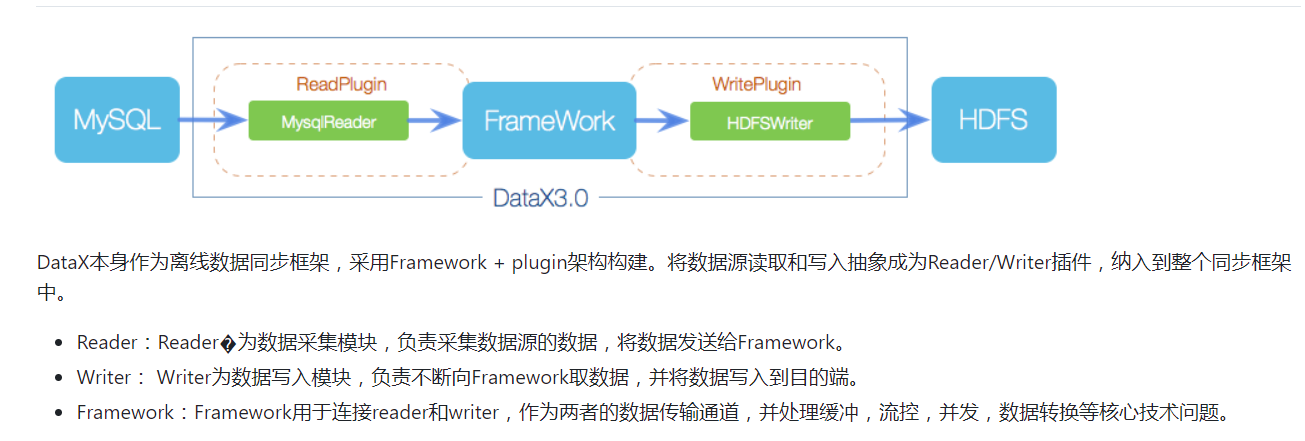 ReadPlugin
WritePlugin
MySQL
MysqlReader
FrameWork
HDFSWriter
HDFS
DataX3.0
DataX本身作为离线数据同步框架，采用Framework + plugin架构构建。将数据源读取和写入抽象成为Reader/Writer插件，纳入到整个同步框架
中。
• Reader：Reader�为数据采集模块，负责采集数据源的数据，将数据发送给Framework。
• Writer： Writer为数据写入模块，负责不断向Framework取数据，并将数据写入到目的端。
• Framework：Framework用于连接reader和writer，作为两者的数据传输通道，并处理缓冲，流控，并发，数据转换等核心技术问题。